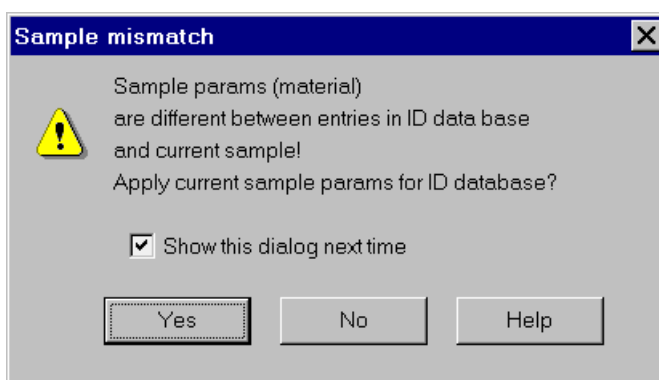 Sample mismatch
Sample params (material)
are different between entries in ID data base
and current sample!
Apply current sample params for ID database?
Show this dialog next time
Yes
No
Help